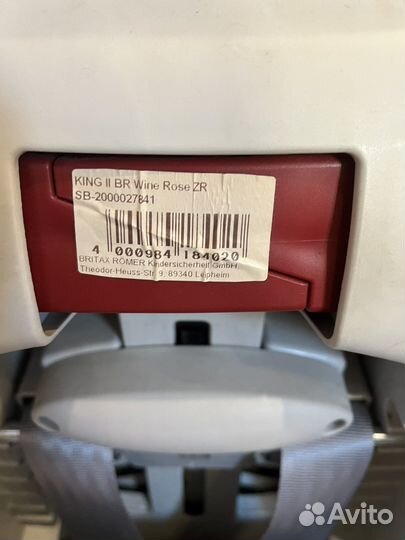 KING II BR Wine Rose ZR
SB-2000027841
4 000984 184020
BRITAX RÖMER Kindersicherheit GmbH
Theodor-Heuss-Str 9, 89340 Leipheim
Avito